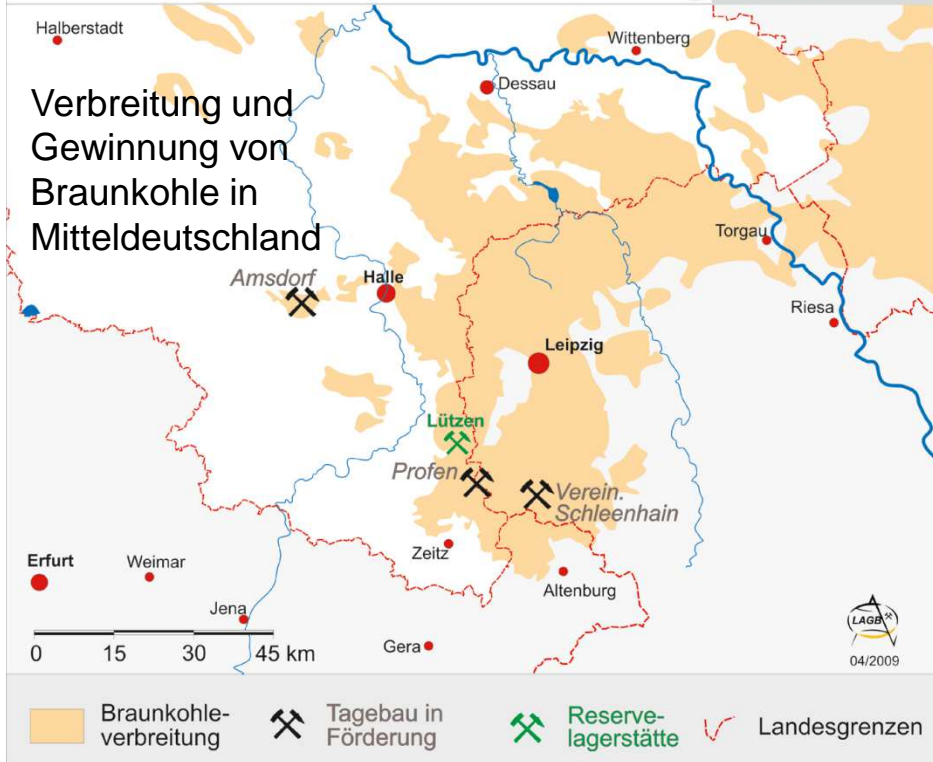 Halberstadt
Wittenberg
Dessau
Verbreitung und
Gewinnung von
Braunkohle in
Mitteldeutschland
Torgau
Amsdorf
Halle
Riesa
Leipzig
Lützen
Profen
Verein.
Schleenhain
Zeitz
Erfurt
Weimar
Altenburg
Jena
Gera
0 15 30 45 km
LAGB
04/2009
Braunkohle-
verbreitung
Tagebau in
Förderung
Reserve-
lagerstätte
Landesgrenzen